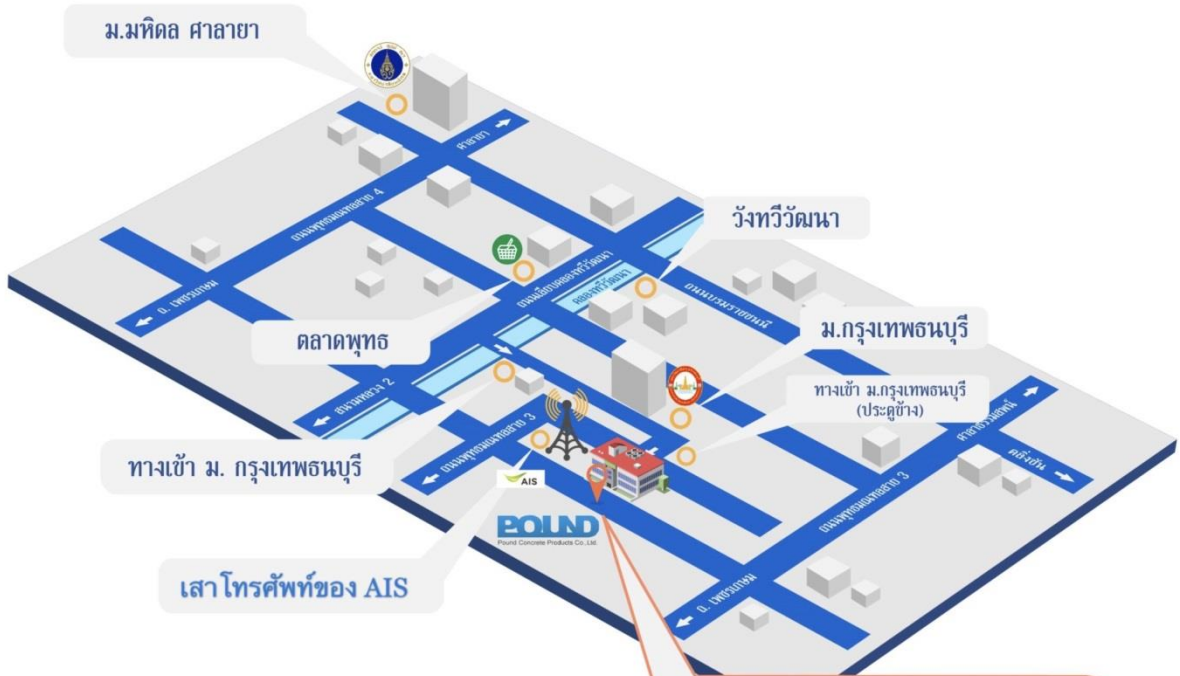 ม.มหิดล ศาลายา
ศาลายา
ถนนพุทธมณฑลสาย 4
ถ. เพชรเกษม
วังทวีวัฒนา
ถนนเลียบคลองทวีวัฒนา
คลองทวีวัฒนา
ถนนบรมราชชนนี
ตลาดพุทธ
ม.กรุงเทพธนบุรี
ทางเข้า ม.กรุงเทพธนบุรี
(ประตูข้าง)
สนามหลวง 2
ถนนพุทธมณฑลสาย 3
ศาลาธรรมสพน์
ตลิ่งชัน
ทางเข้า ม. กรุงเทพธนบุรี
ถนนพุทธมณฑลสาย 3
AIS
POUND
Pound Concrete Products Co.,Ltd.
เสาโทรศัพท์ของ AIS
ถ. เพชรเกษม